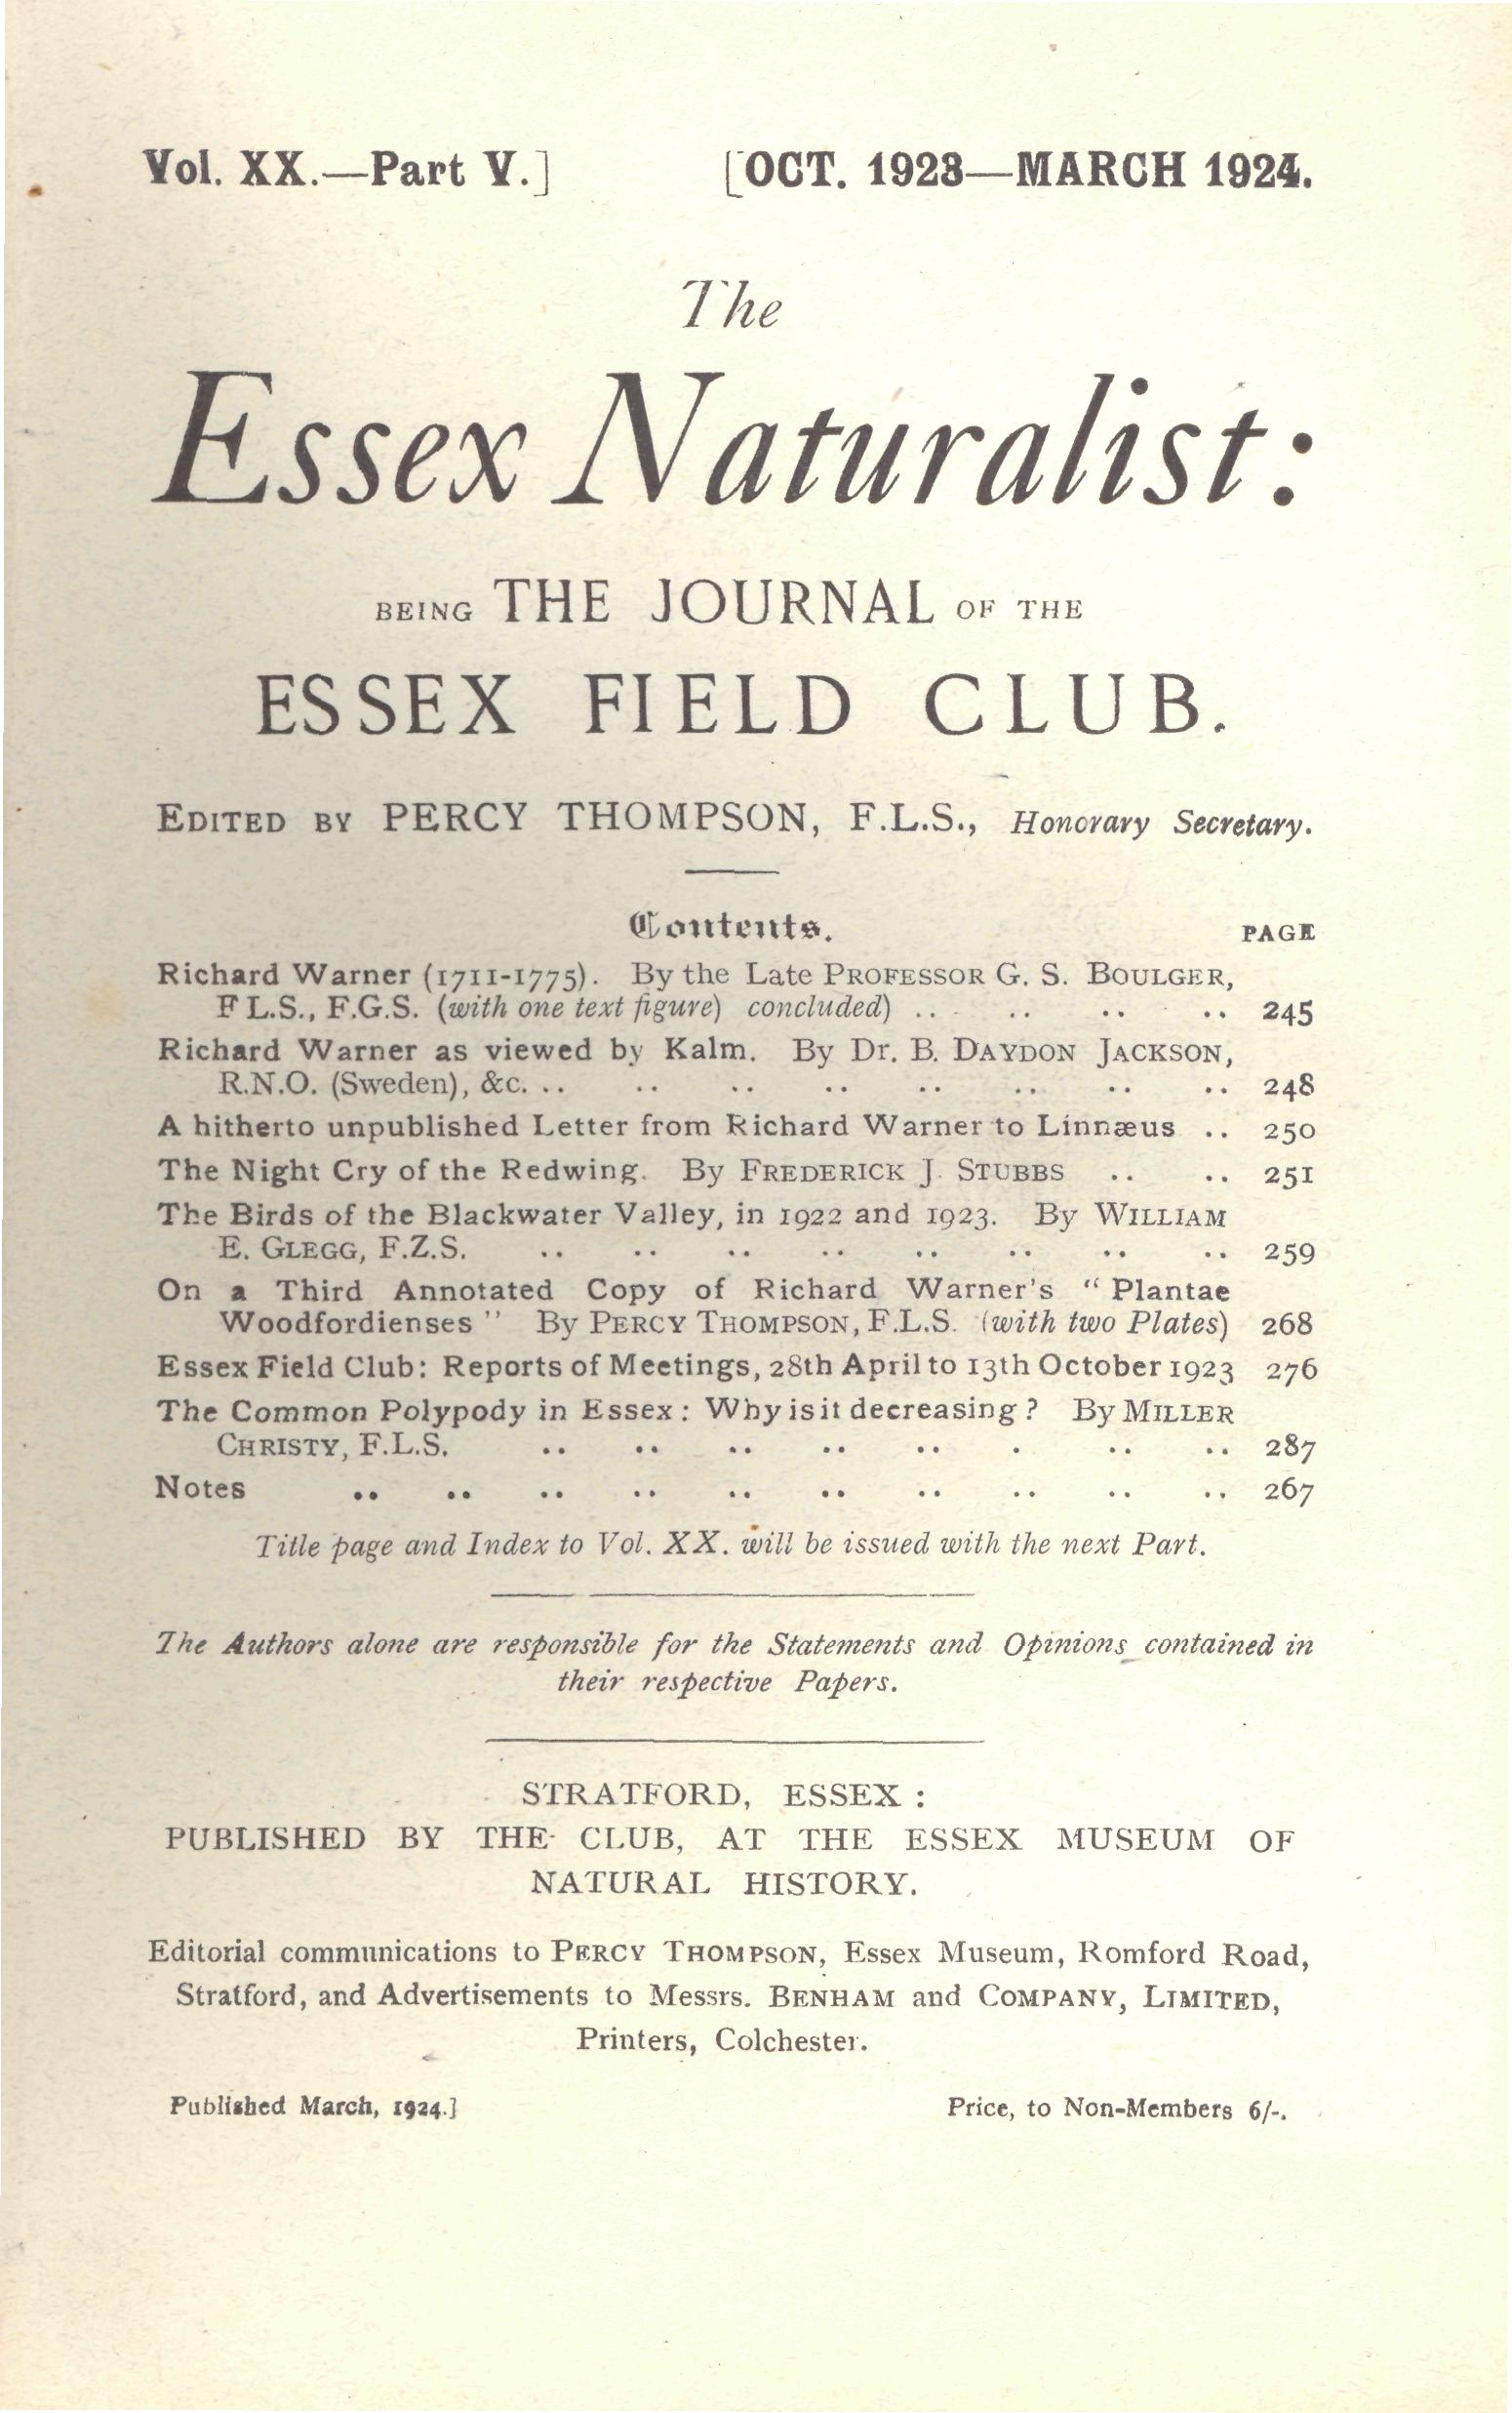 Vol. XX.—Part V.]
[OCT. 1923—MARCH 1924.
The
Essex Naturalist:
BEING THE JOURNAL OF THE
ESSEX FIELD CLUB.
EDITED BY PERCY THOMPSON, F.L.S., Honorary Secretary.
Contents.
PAGE
Richard Warner (1711-1775). By the Late PROFESSOR G. S. BOULGER,
F L.S., F.G.S. (with one text figure) concluded) .. .. .. .. 245
Richard Warner as viewed by Kalm. By Dr. B. DAYDON JACKSON,
R.N.O. (Sweden), &c. .. .. .. .. .. .. .. .. 248
A hitherto unpublished Letter from Richard Warner to Linnæus .. 250
The Night Cry of the Redwing. By FREDERICK J. STUBBS .. .. 251
The Birds of the Blackwater Valley, in 1922 and 1923. By WILLIAM
E. GLEGG, F.Z.S. .. .. .. .. .. .. .. .. 259
On a Third Annotated Copy of Richard Warner's "Plantae
Woodfordienses" By PERCY THOMPSON, F.L.S. (with two Plates) 268
Essex Field Club: Reports of Meetings, 28th April to 13th October 1923 276
The Common Polypody in Essex: Why is it decreasing? By MILLER
CHRISTY, F.L.S. .. .. .. .. .. . .. .. 287
Notes .. .. .. .. .. .. .. .. .. .. 267
Title page and Index to Vol. XX. will be issued with the next Part.
The Authors alone are responsible for the Statements and Opinions contained in
their respective Papers.
STRATFORD, ESSEX :
PUBLISHED BY THE CLUB, AT THE ESSEX MUSEUM OF
NATURAL HISTORY.
Editorial communications to PERCY THOMPSON, Essex Museum, Romford Road,
Stratford, and Advertisements to Messrs. BENHAM and COMPANY, LIMITED,
Printers, Colchester.
Published March, 1924.]
Price, to Non-Members 6/-.